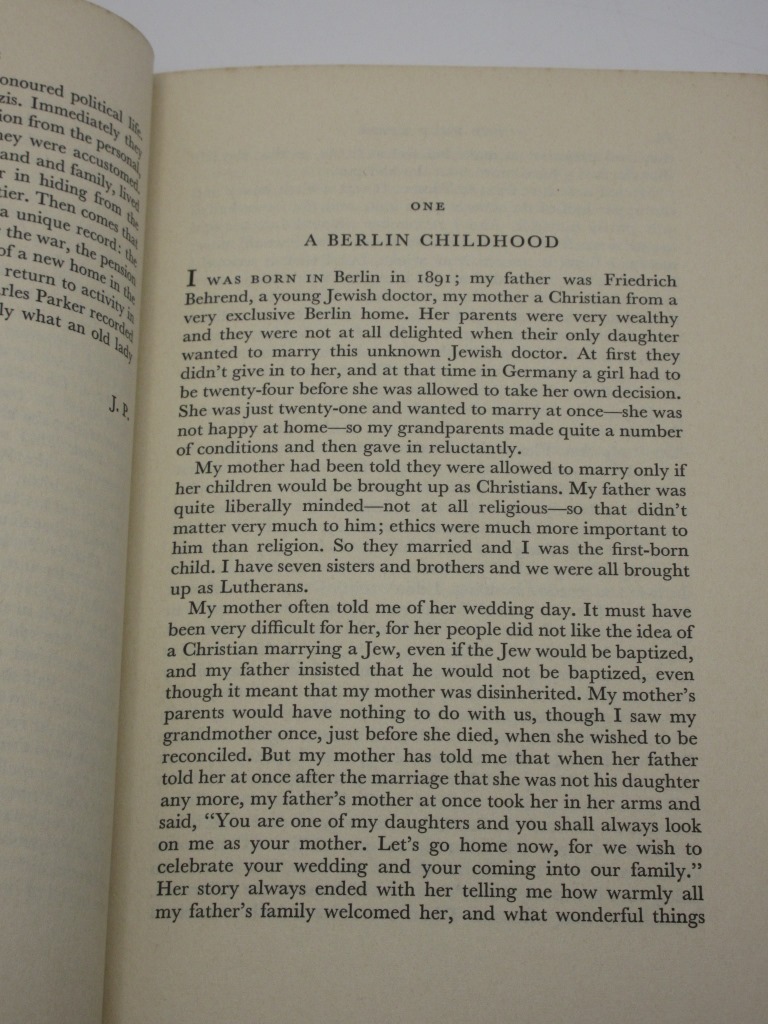 onoured political life,
zis. Immediately they
ion from the personal,
ney were accustomed,
and and family, lived
r in hiding from the
tier. Then comes that
a unique record: the
the war, the pension
of a new home in the
return to activity in
rles Parker recorded
ly what an old lady
J. P.
ONE
A BERLIN CHILDHOOD
I WAS BORN IN Berlin in 1891; my father was Friedrich
Behrend, a young Jewish doctor, my mother a Christian from a
very exclusive Berlin home. Her parents were very wealthy
and they were not at all delighted when their only daughter
wanted to marry this unknown Jewish doctor. At first they
didn't give in to her, and at that time in Germany a girl had to
be twenty-four before she was allowed to take her own decision.
She was just twenty-one and wanted to marry at once—she was
not happy at home—so my grandparents made quite a number
of conditions and then gave in reluctantly.
My mother had been told they were allowed to marry only if
her children would be brought up as Christians. My father was
quite liberally minded—not at all religious—so that didn't
matter very much to him; ethics were much more important to
him than religion. So they married and I was the first-born
child. I have seven sisters and brothers and we were all brought
up as Lutherans.
My mother often told me of her wedding day. It must have
been very difficult for her, for her people did not like the idea of
a Christian marrying a Jew, even if the Jew would be baptized,
and my father insisted that he would not be baptized, even
though it meant that my mother was disinherited. My mother's
parents would have nothing to do with us, though I saw my
grandmother once, just before she died, when she wished to be
reconciled. But my mother has told me that when her father
told her at once after the marriage that she was not his daughter
any more, my father's mother at once took her in her arms and
said, "You are one of my daughters and you shall always look
on me as your mother. Let's go home now, for we wish to
celebrate your wedding and your coming into our family."
Her story always ended with her telling me how warmly all
my father's family welcomed her, and what wonderful things